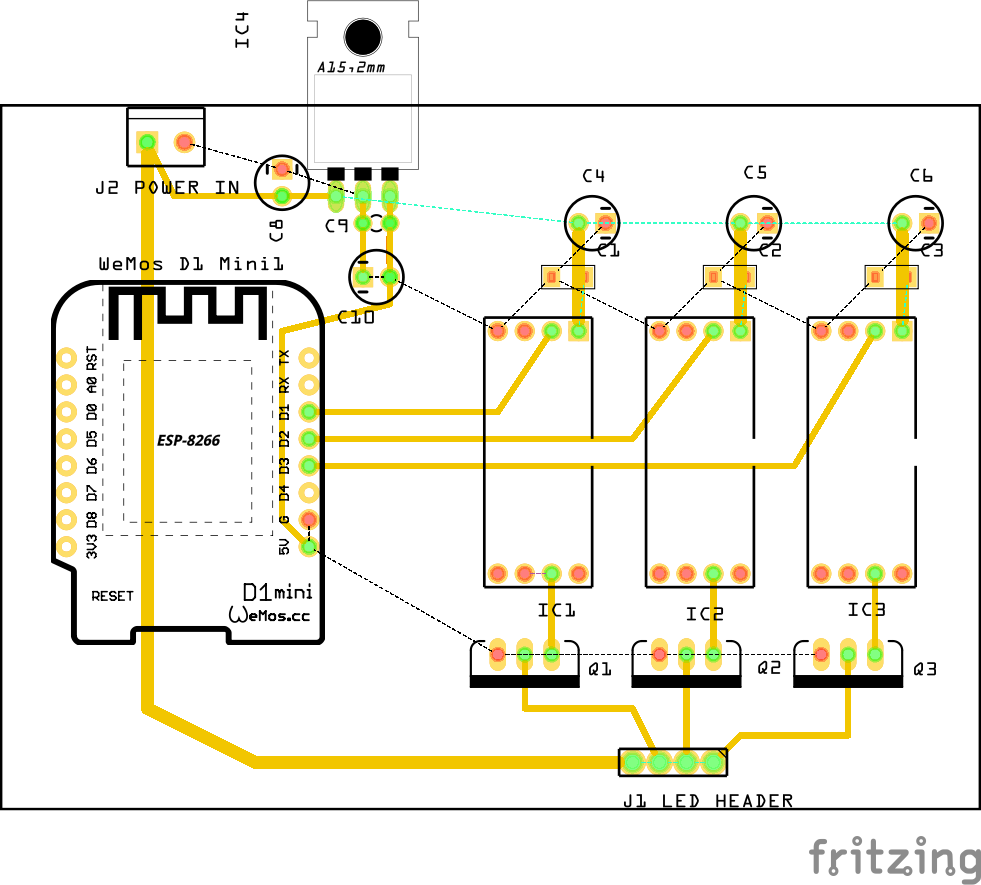 IC4
A15,2mm
J2 POWER IN
C8
C9
C10
C4
C5
C6
C1
C2
C3
WeMos D1 Mini1
RST
A0
D0
D5
D6
D7
D8
3V3
TX
RX
D1
D2
D3
D4
G
5V
ESP-8266
RESET
D1mini
WeMos.cc
IC1
IC2
IC3
Q1
Q2
Q3
J1 LED HEADER
fritzing